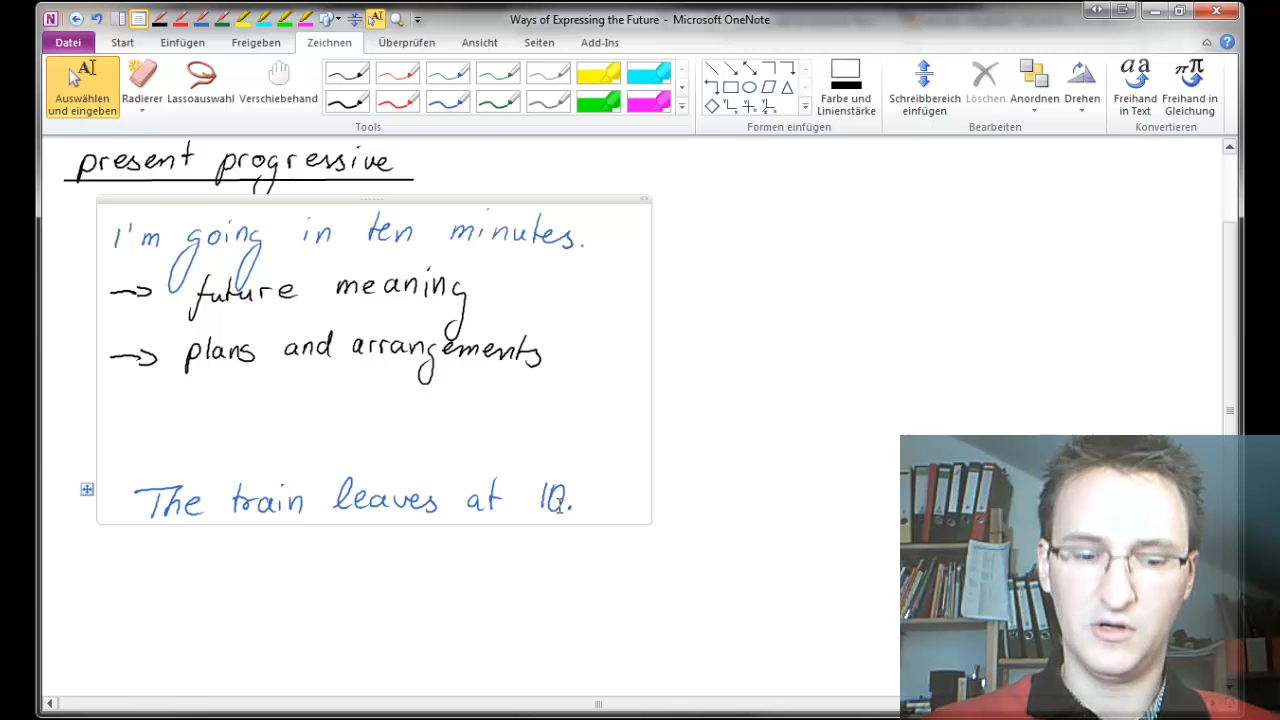 Ways of Expressing the Future - Microsoft OneNote
Datei Start Einfügen Freigeben Zeichnen Überprüfen Ansicht Seiten Add-Ins
Auswählen und eingeben Radierer Lassoauswahl Verschiebehand Farbe und Linienstärke Schreibbereich einfügen Löschen Anordnen Drehen Freihand in Text Freihand in Gleichung
Tools Formen einfügen Bearbeiten Konvertieren
present progressive
I'm going in ten minutes.
→ future meaning
→ plans and arrangements
The train leaves at 10.